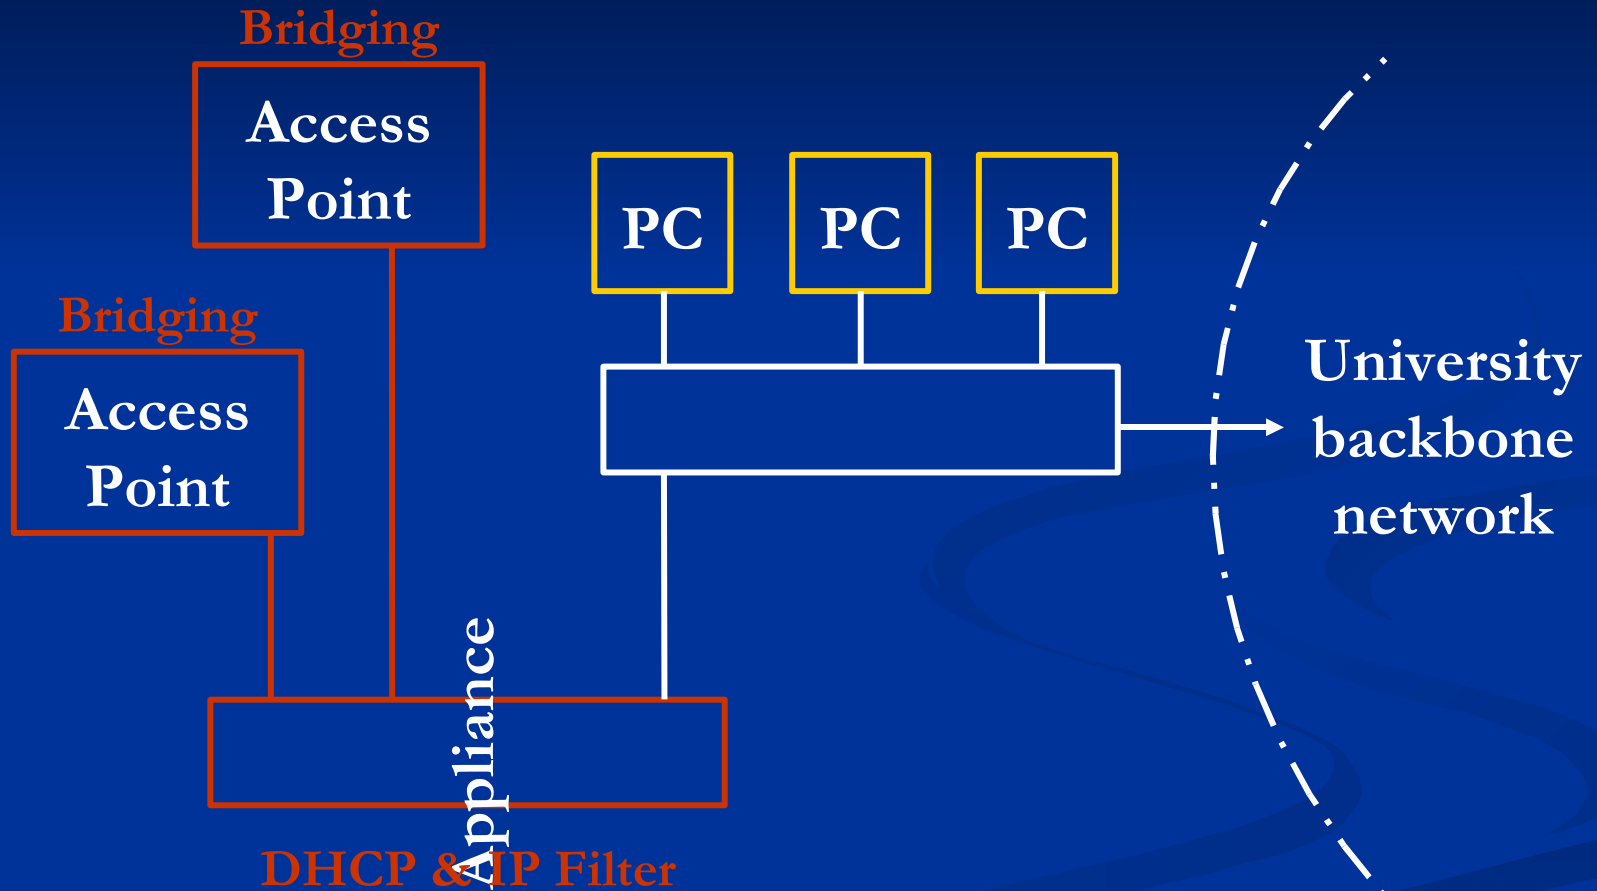 Bridging
Access
Point
PC
PC
PC
Bridging
Access
Point
University
backbone
network
Appliance
DHCP & IP Filter